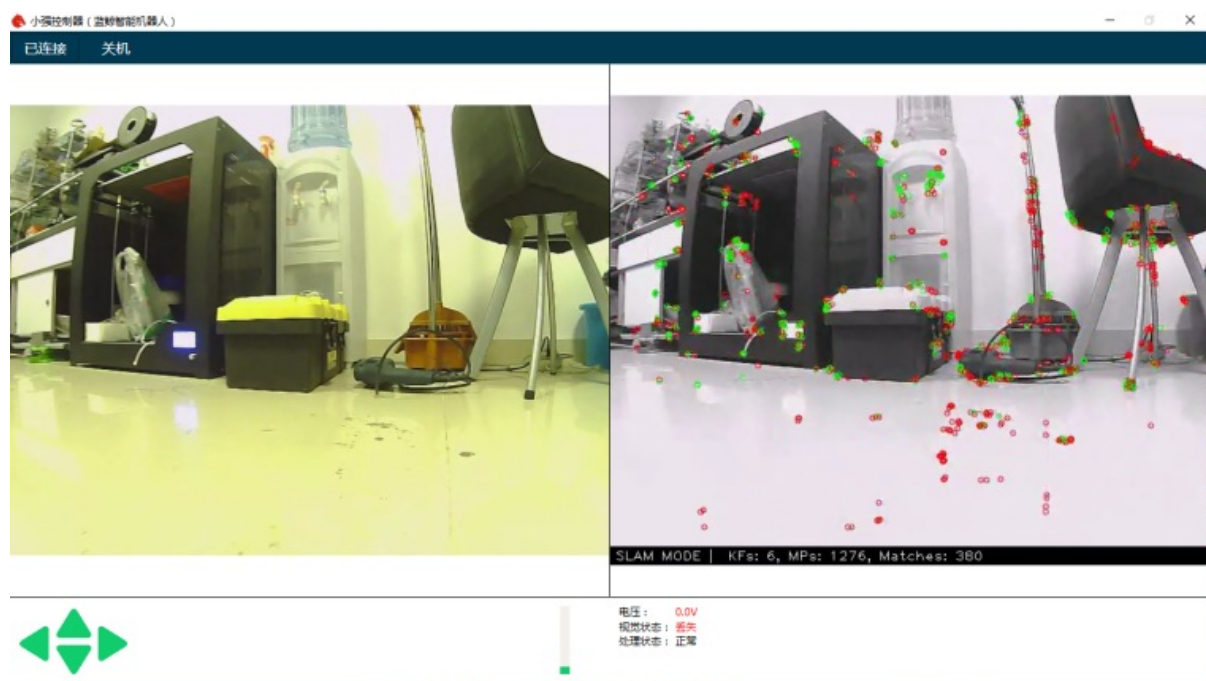 小强控制器（蓝鲸智能机器人）
已连接 关机
SLAM MODE | KFs: 6, MPs: 1276, Matches: 380
电压： 0.0V
视觉状态： 丢失
处理状态： 正常